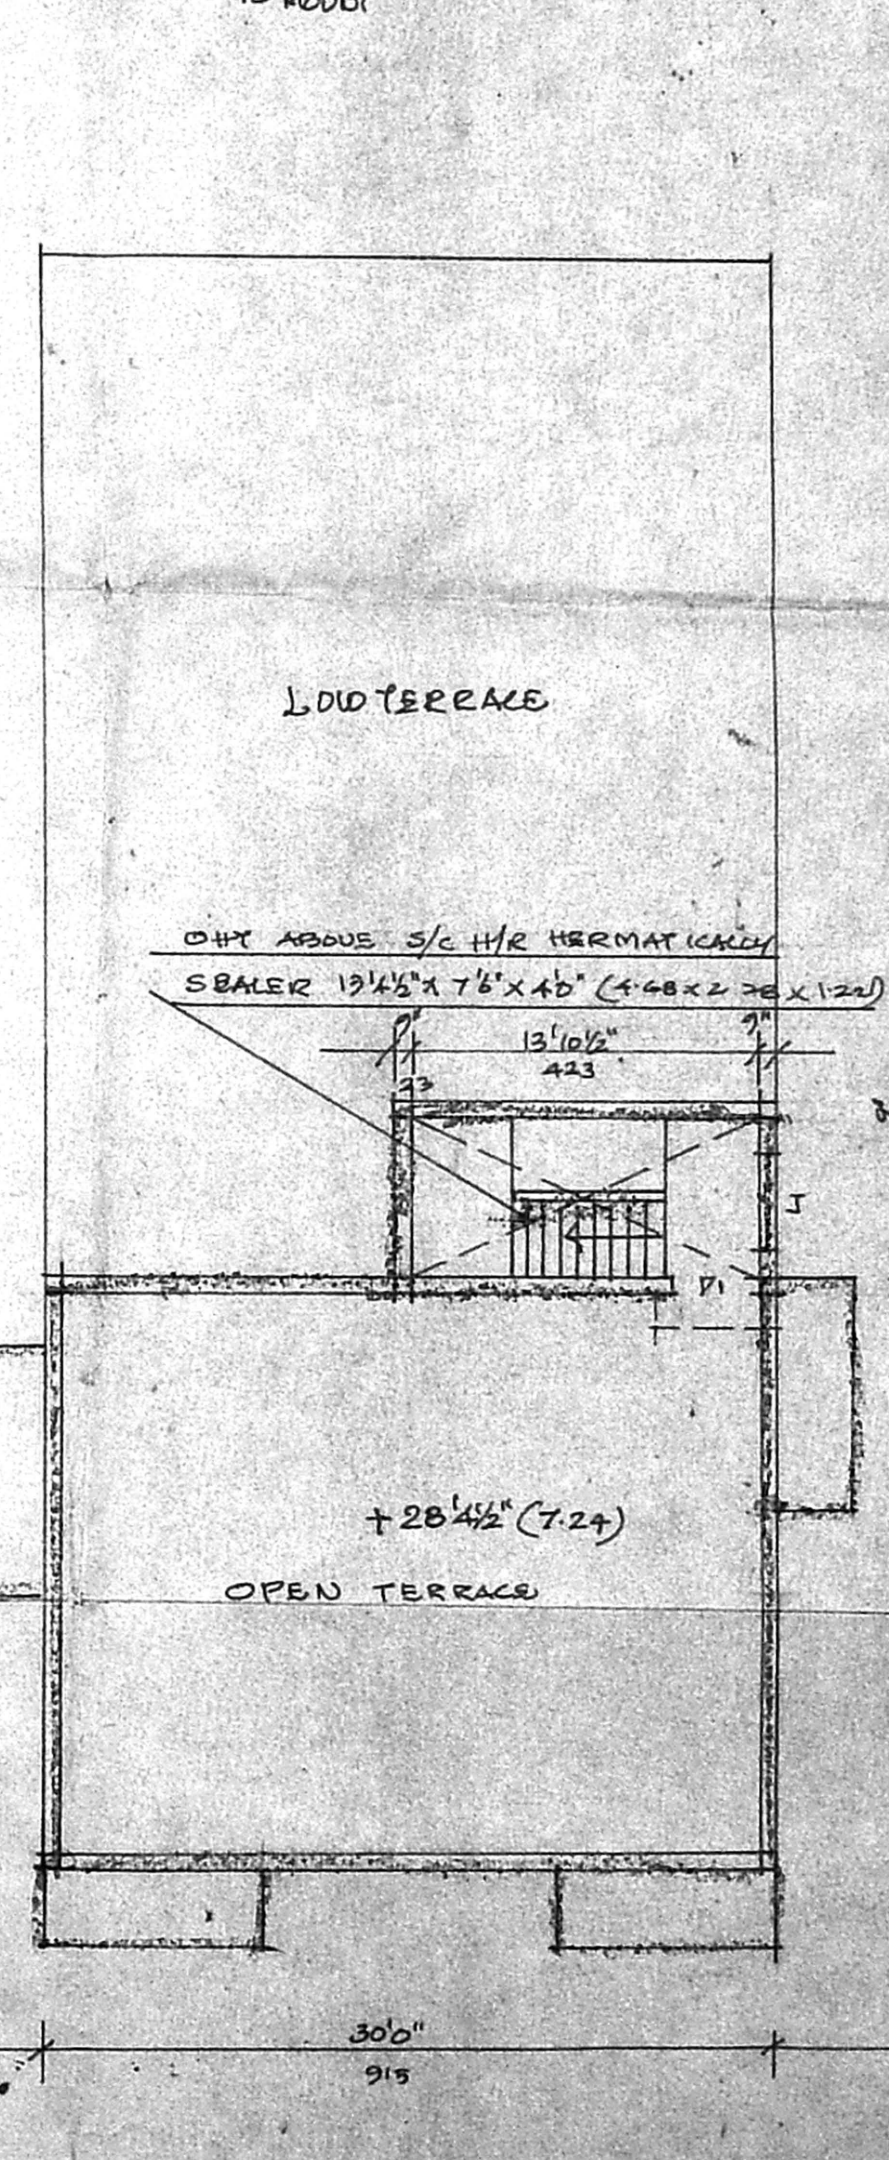 LOW TERRACE
OHT ABOVE S/C H/R HERMATICALLY
SEALER 13'4½" X 7'6" X 4'0" (4.68 X 2.28 X 1.22)
9" 13'10½" 9"
423
23
J
D1
+28'4½" (7.24)
OPEN TERRACE
30'0"
915